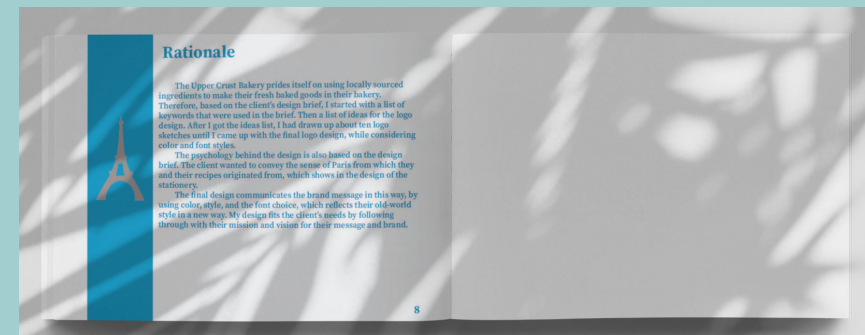 Rationale
The Upper Crust Bakery prides itself on using locally sourced
ingredients to make their fresh baked goods in their bakery.
Therefore, based on the client's design brief, I started with a list of
keywords that were used in the brief. Then a list of ideas for the logo
design. After I got the ideas list, I had drawn up about ten logo
sketches until I came up with the final logo design, while considering
color and font styles.
The psychology behind the design is also based on the design
brief. The client wanted to convey the sense of Paris from which they
and their recipes originated from, which shows in the design of the
stationery.
The final design communicates the brand message in this way, by
using color, style, and the font choice, which reflects their old-world
style in a new way. My design fits the client's needs by following
through with their mission and vision for their message and brand.
8